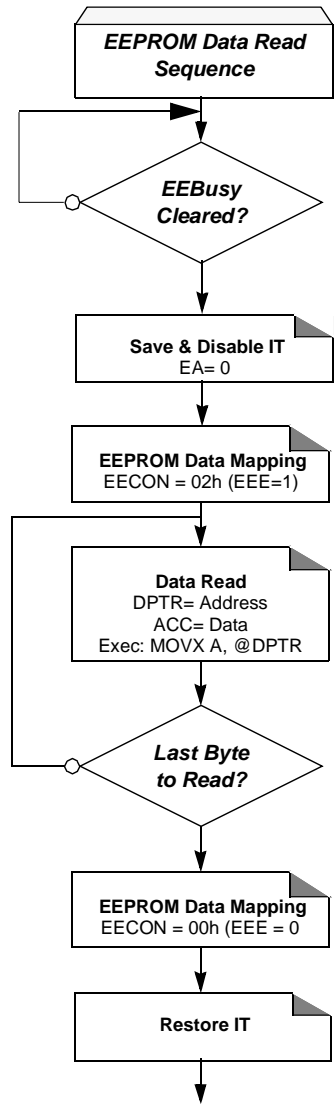 EEPROM Data Read
Sequence
EEBusy
Cleared?
Save & Disable IT
EA= 0
EEPROM Data Mapping
EECON = 02h (EEE=1)
Data Read
DPTR= Address
ACC= Data
Exec: MOVX A, @DPTR
Last Byte
to Read?
EEPROM Data Mapping
EECON = 00h (EEE = 0
Restore IT